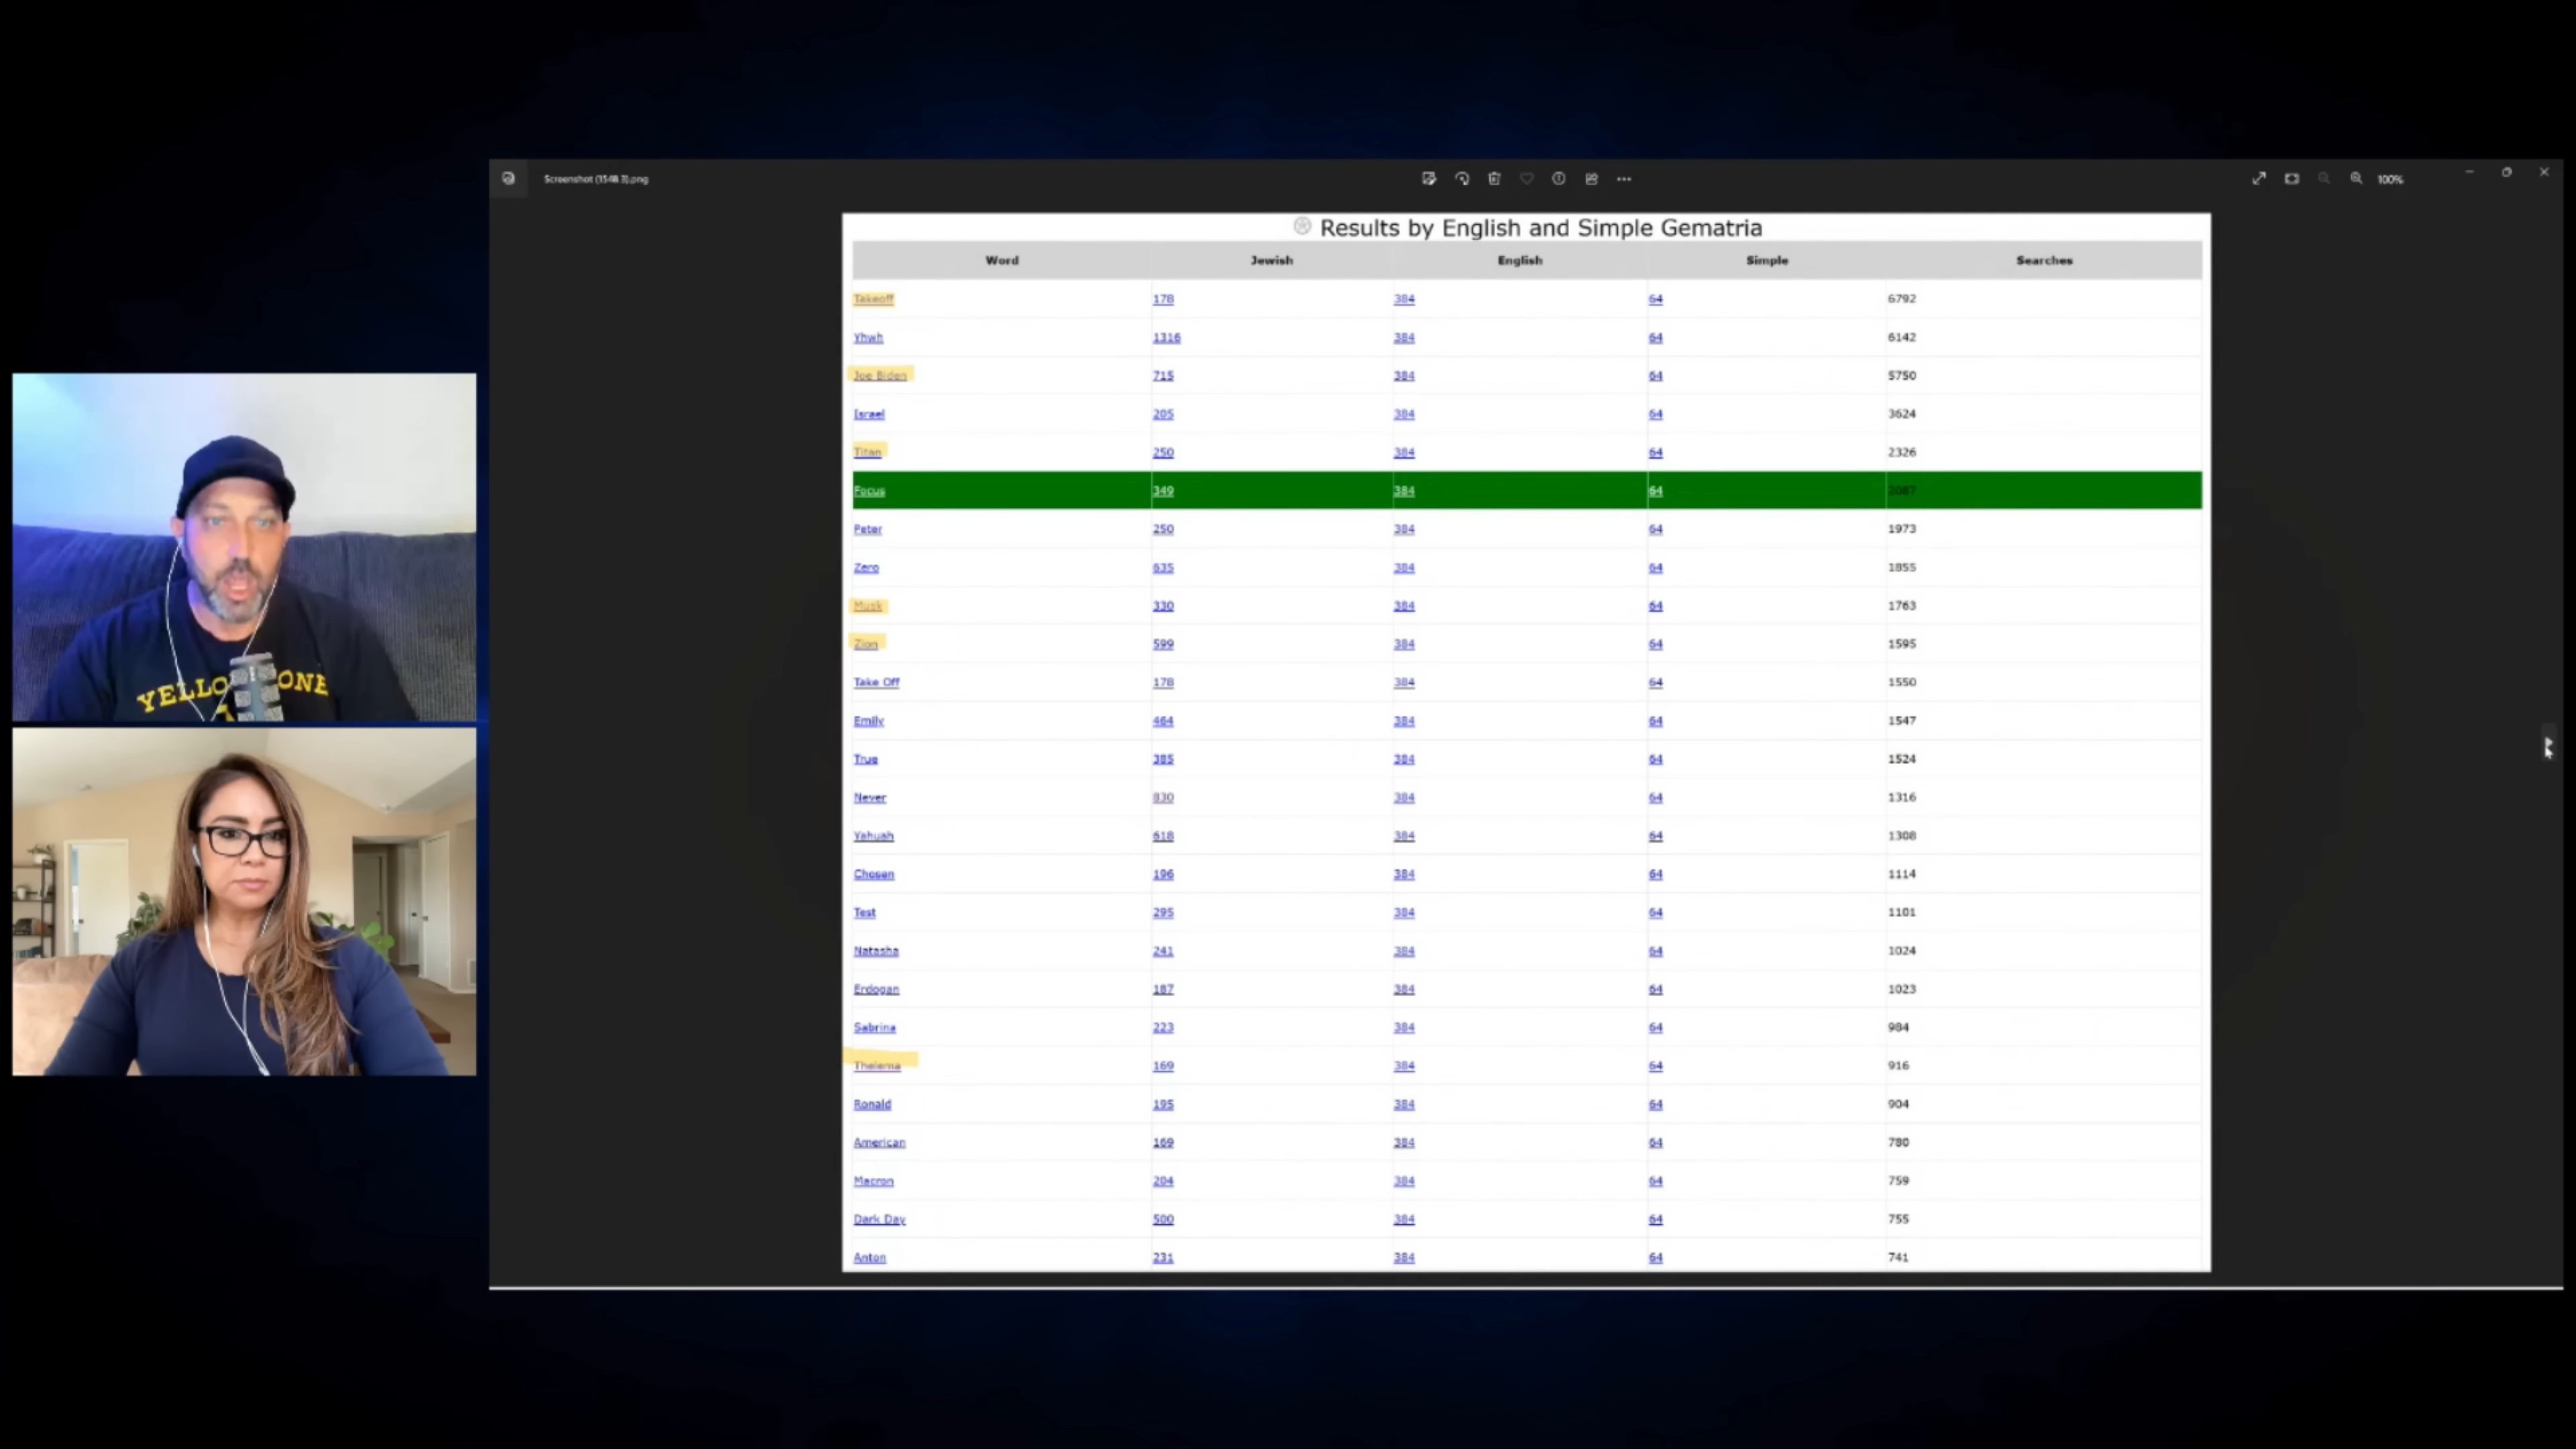 Screenshot (1548 3).png
100%
Results by English and Simple Gematria
Word Jewish English Simple Searches
Takeoff 178 384 64 6792
Yhwh 1316 384 64 6142
Joe Biden 715 384 64 5750
Israel 205 384 64 3624
Titan 250 384 64 2326
Focus 349 384 64 2087
Peter 250 384 64 1973
Zero 635 384 64 1855
Musk 330 384 64 1763
Zion 599 384 64 1595
Take Off 178 384 64 1550
Emily 464 384 64 1547
True 385 384 64 1524
Never 830 384 64 1316
Yahuah 618 384 64 1308
Chosen 196 384 64 1114
Test 295 384 64 1101
Natasha 241 384 64 1024
Erdogan 187 384 64 1023
Sabrina 223 384 64 984
Thelema 169 384 64 916
Ronald 195 384 64 904
American 169 384 64 780
Macron 204 384 64 759
Dark Day 500 384 64 755
Anton 231 384 64 741